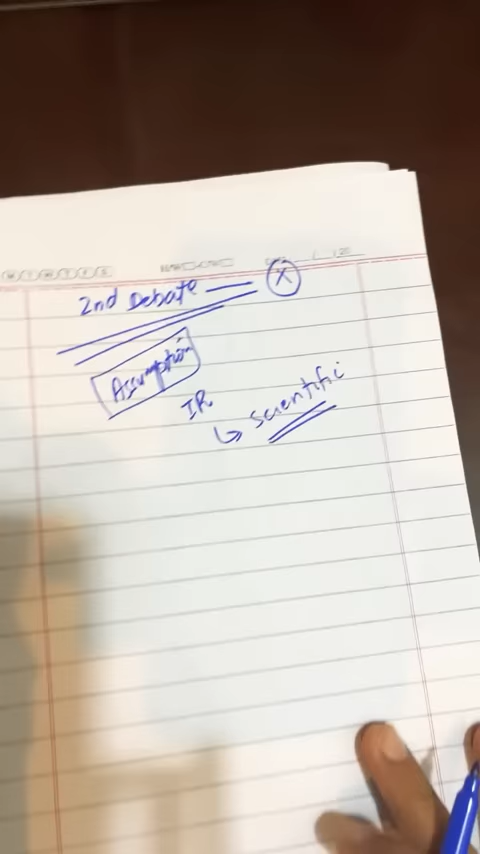 M T W T F S
2nd Debate — X
Assumption
IR
↳ Scientific